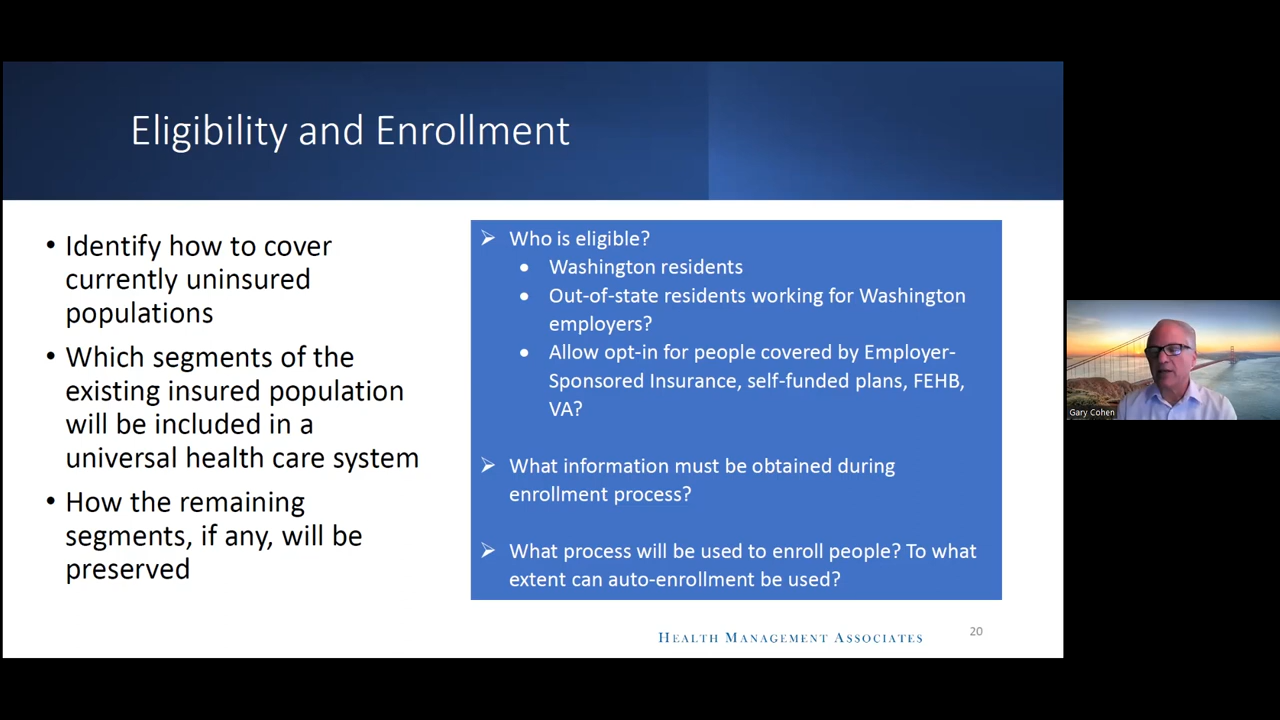 Eligibility and Enrollment
• Identify how to cover
currently uninsured
populations
• Which segments of the
existing insured population
will be included in a
universal health care system
• How the remaining
segments, if any, will be
preserved
➢ Who is eligible?
• Washington residents
• Out-of-state residents working for Washington
employers?
• Allow opt-in for people covered by Employer-
Sponsored Insurance, self-funded plans, FEHB,
VA?
➢ What information must be obtained during
enrollment process?
➢ What process will be used to enroll people? To what
extent can auto-enrollment be used?
HEALTH MANAGEMENT ASSOCIATES
20
Gary Cohen